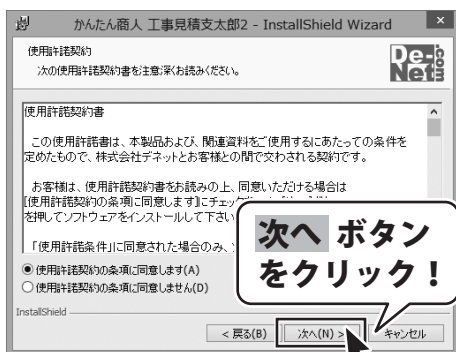 かんたん商人 工事見積支太郎2 - InstallShield Wizard
使用許諾契約
次の使用許諾契約書を注意深くお読みください。
De-Net.com
使用許諾契約書
この使用許諾書は、本製品および、関連資料をご使用するにあたっての条件を
定めたもので、株式会社デネットとお客様との間で交わされる契約です。
お客様は、使用許諾契約書をお読みの上、同意いただける場合は
[使用許諾契約の条項に同意します]にチェック
を押してソフトウェアをインストールして下さい
「使用許諾条件」に同意された場合のみ、
次へ ボタン
をクリック！
使用許諾契約の条項に同意します(A)
使用許諾契約の条項に同意しません(D)
InstallShield
< 戻る(B)
次へ(N) >
キャンセル